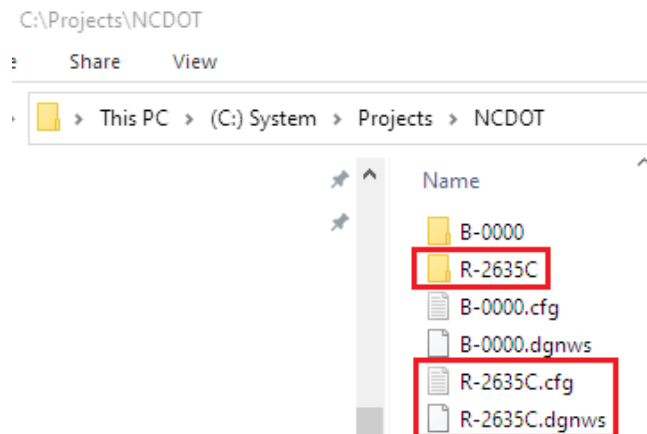 C:\Projects\NCDOT
e Share View
This PC > (C:) System > Projects > NCDOT
Name
B-0000
R-2635C
B-0000.cfg
B-0000.dgnws
R-2635C.cfg
R-2635C.dgnws